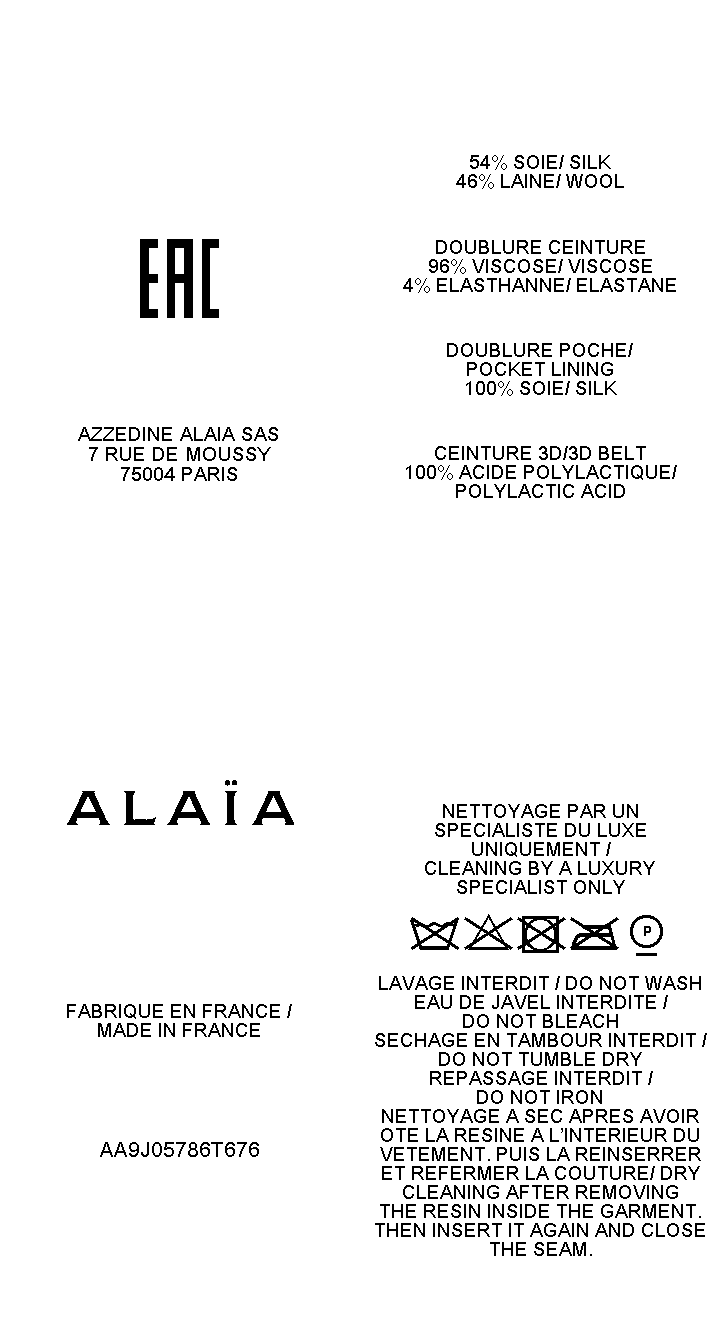 EAC
AZZEDINE ALAIA SAS
7 RUE DE MOUSSY
75004 PARIS
54% SOIE/ SILK
46% LAINE/ WOOL
DOUBLURE CEINTURE
96% VISCOSE/ VISCOSE
4% ELASTHANNE/ ELASTANE
DOUBLURE POCHE/
POCKET LINING
100% SOIE/ SILK
CEINTURE 3D/3D BELT
100% ACIDE POLYLACTIQUE/
POLYLACTIC ACID
ALAÏA
FABRIQUE EN FRANCE /
MADE IN FRANCE
AA9J05786T676
NETTOYAGE PAR UN
SPECIALISTE DU LUXE
UNIQUEMENT /
CLEANING BY A LUXURY
SPECIALIST ONLY
P
LAVAGE INTERDIT / DO NOT WASH
EAU DE JAVEL INTERDITE /
DO NOT BLEACH
SECHAGE EN TAMBOUR INTERDIT /
DO NOT TUMBLE DRY
REPASSAGE INTERDIT /
DO NOT IRON
NETTOYAGE A SEC APRES AVOIR
OTE LA RESINE A L'INTERIEUR DU
VETEMENT. PUIS LA REINSERRER
ET REFERMER LA COUTURE/ DRY
CLEANING AFTER REMOVING
THE RESIN INSIDE THE GARMENT.
THEN INSERT IT AGAIN AND CLOSE
THE SEAM.